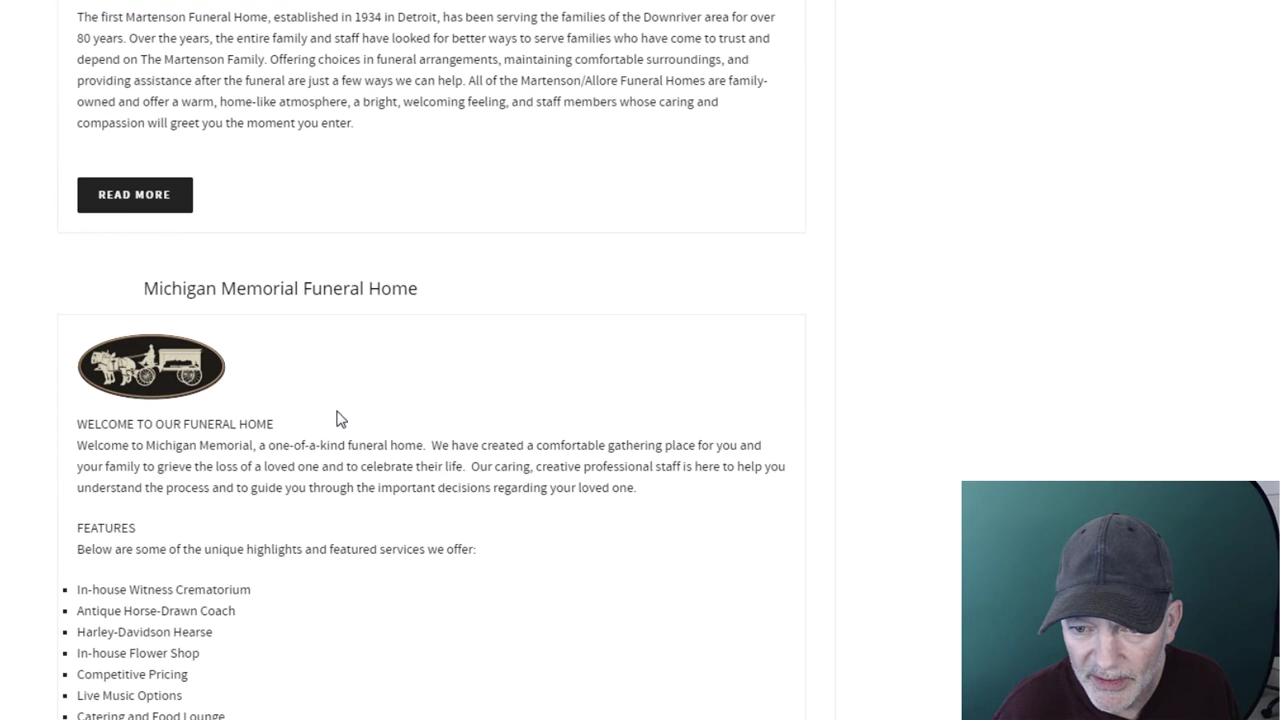 The first Martenson Funeral Home, established in 1934 in Detroit, has been serving the families of the Downriver area for over
80 years. Over the years, the entire family and staff have looked for better ways to serve families who have come to trust and
depend on The Martenson Family. Offering choices in funeral arrangements, maintaining comfortable surroundings, and
providing assistance after the funeral are just a few ways we can help. All of the Martenson/Allore Funeral Homes are family-
owned and offer a warm, home-like atmosphere, a bright, welcoming feeling, and staff members whose caring and
compassion will greet you the moment you enter.
READ MORE
Michigan Memorial Funeral Home
WELCOME TO OUR FUNERAL HOME
Welcome to Michigan Memorial, a one-of-a-kind funeral home. We have created a comfortable gathering place for you and
your family to grieve the loss of a loved one and to celebrate their life. Our caring, creative professional staff is here to help you
understand the process and to guide you through the important decisions regarding your loved one.
FEATURES
Below are some of the unique highlights and featured services we offer:
In-house Witness Crematorium
Antique Horse-Drawn Coach
Harley-Davidson Hearse
In-house Flower Shop
Competitive Pricing
Live Music Options
Catering and Food Lounge